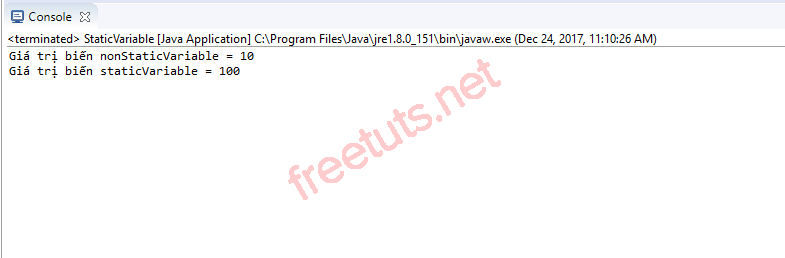 Console
<terminated> StaticVariable [Java Application] C:\Program Files\Java\jre1.8.0_151\bin\javaw.exe (Dec 24, 2017, 11:10:26 AM)
Giá trị biến nonStaticVariable = 10
Giá trị biến staticVariable = 100
freetuts.net